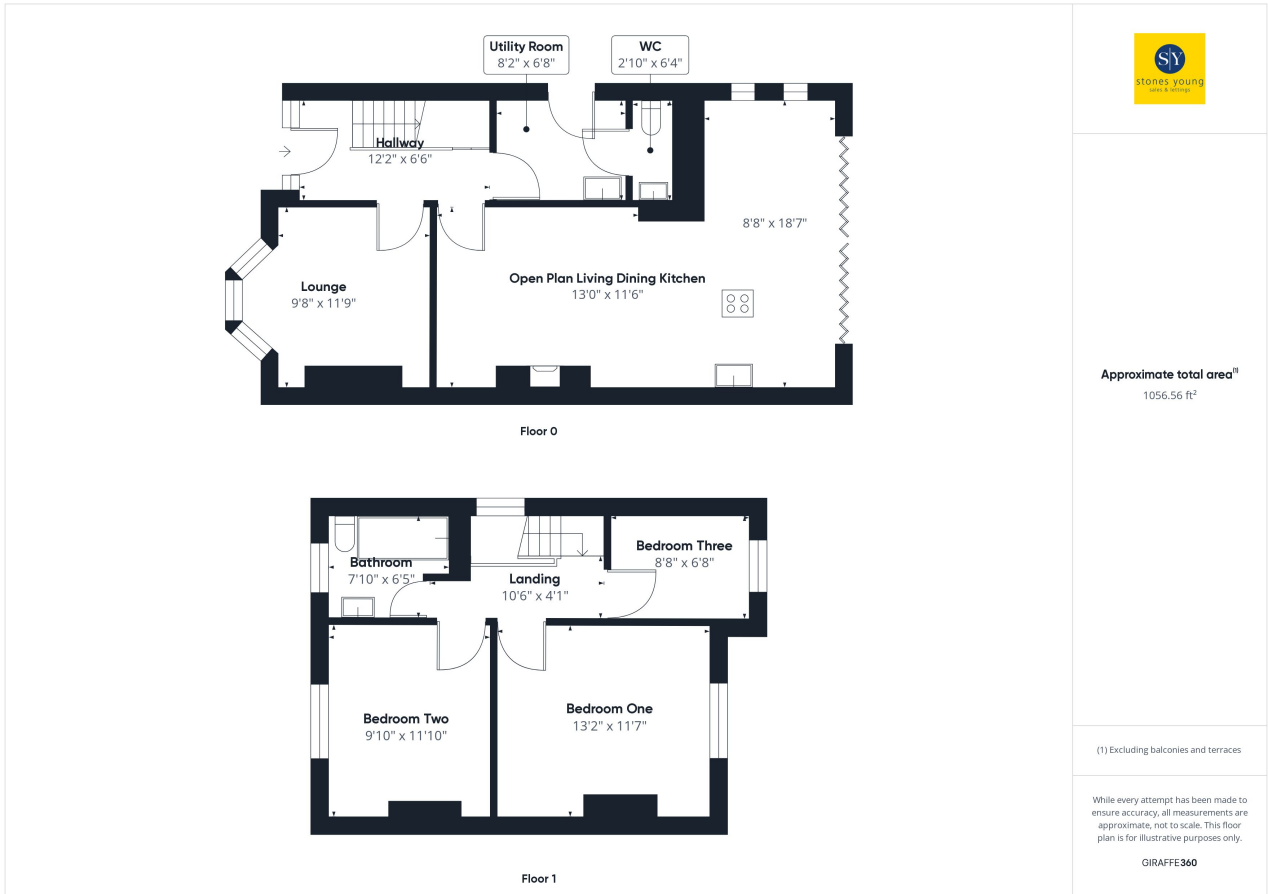 Utility Room
8'2" x 6'8"
WC
2'10" x 6'4"
Hallway
12'2" x 6'6"
8'8" x 18'7"
Lounge
9'8" x 11'9"
Open Plan Living Dining Kitchen
13'0" x 11'6"
Floor 0
Bathroom
7'10" x 6'5"
Landing
10'6" x 4'1"
Bedroom Three
8'8" x 6'8"
Bedroom Two
9'10" x 11'10"
Bedroom One
13'2" x 11'7"
Floor 1
S|Y
stones young
sales & lettings
Approximate total area(1)
1056.56 ft²
(1) Excluding balconies and terraces
While every attempt has been made to
ensure accuracy, all measurements are
approximate, not to scale. This floor
plan is for illustrative purposes only.
GIRAFFE360